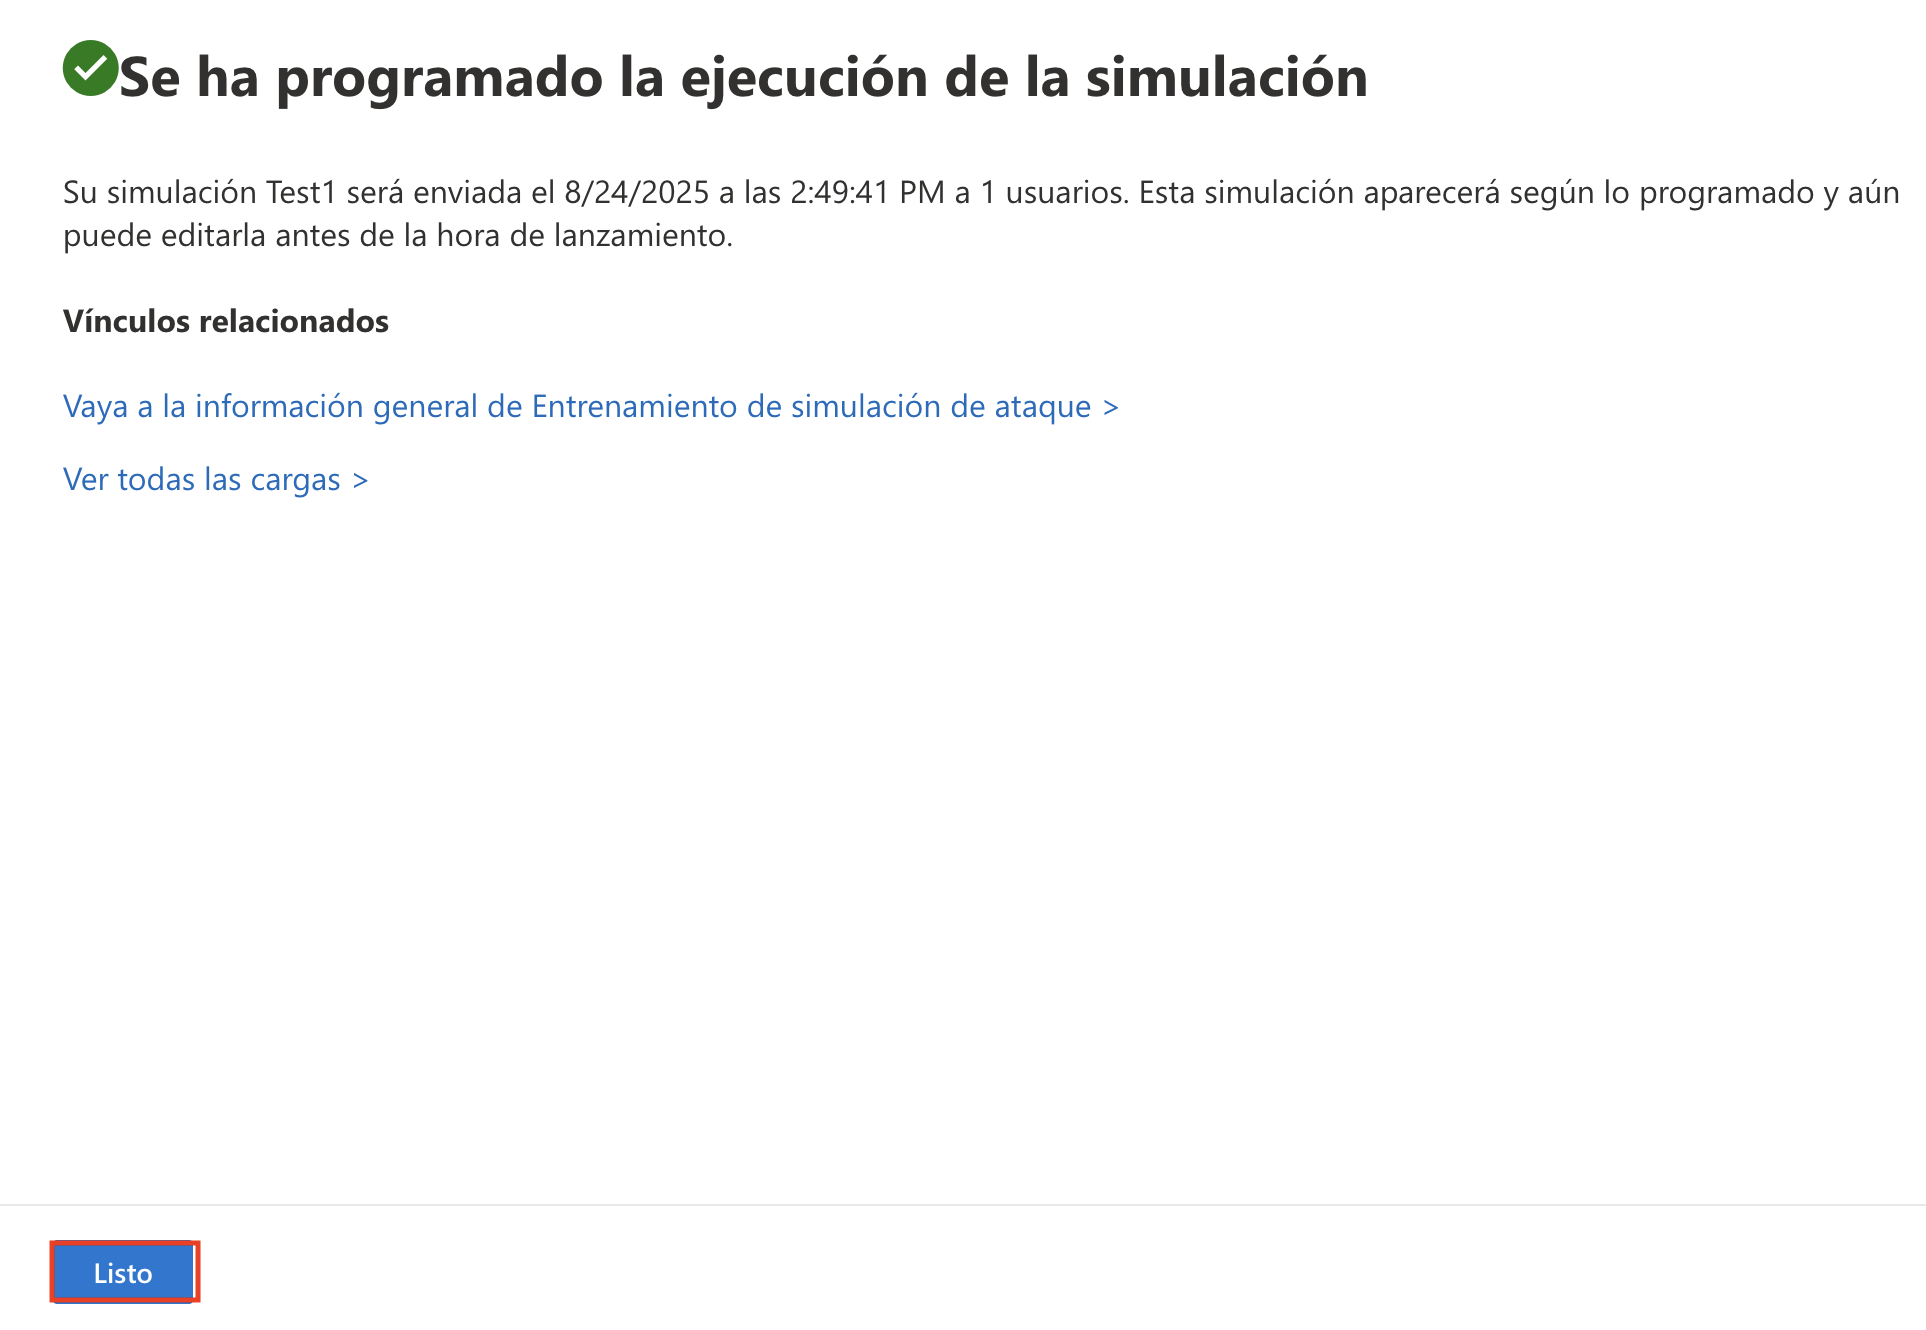 Se ha programado la ejecución de la simulación
Su simulación Test1 será enviada el 8/24/2025 a las 2:49:41 PM a 1 usuarios. Esta simulación aparecerá según lo programado y aún
puede editarla antes de la hora de lanzamiento.
Vínculos relacionados
Vaya a la información general de Entrenamiento de simulación de ataque >
Ver todas las cargas >
Listo